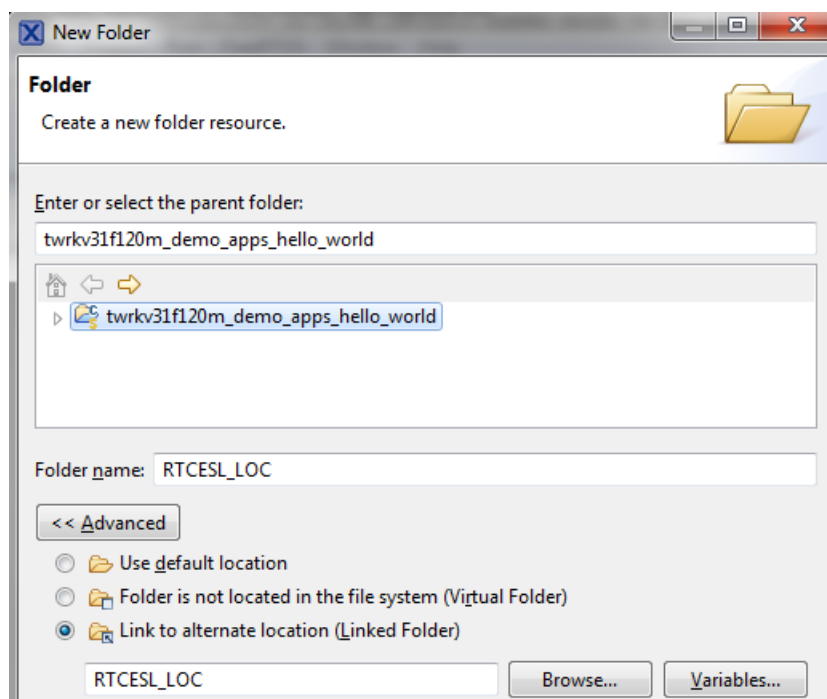 New Folder
Folder
Create a new folder resource.
Enter or select the parent folder:
twrkv31f120m_demo_apps_hello_world
twrkv31f120m_demo_apps_hello_world
Folder name: RTCESL_LOC
<< Advanced
Use default location
Folder is not located in the file system (Virtual Folder)
Link to alternate location (Linked Folder)
RTCESL_LOC Browse... Variables...